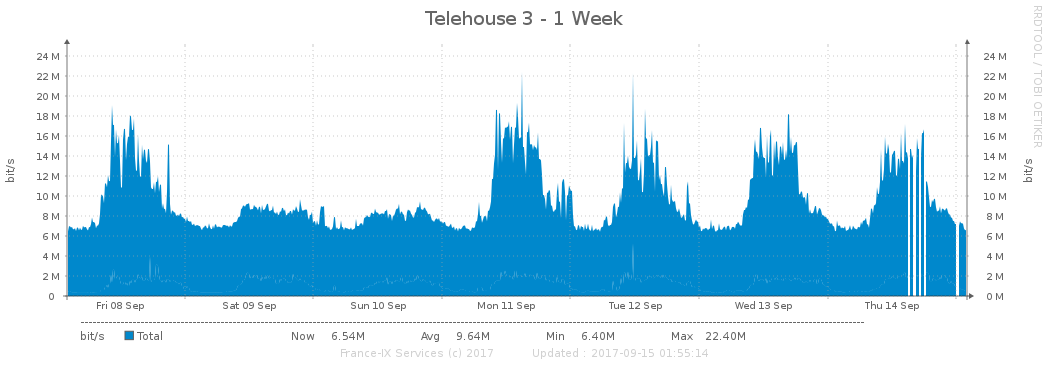 Telehouse 3 - 1 Week
RRDTOOL / TOBI OETIKER
24 M 24 M
22 M 22 M
20 M 20 M
18 M 18 M
16 M 16 M
14 M 14 M
12 M 12 M
10 M 10 M
8 M 8 M
6 M 6 M
4 M 4 M
2 M 2 M
0 0 M
bit/s
bit/s
Fri 08 Sep Sat 09 Sep Sun 10 Sep Mon 11 Sep Tue 12 Sep Wed 13 Sep Thu 14 Sep
bit/s Total Now 6.54M Avg 9.64M Min 6.40M Max 22.40M
France-IX Services (c) 2017 Updated : 2017-09-15 01:55:14